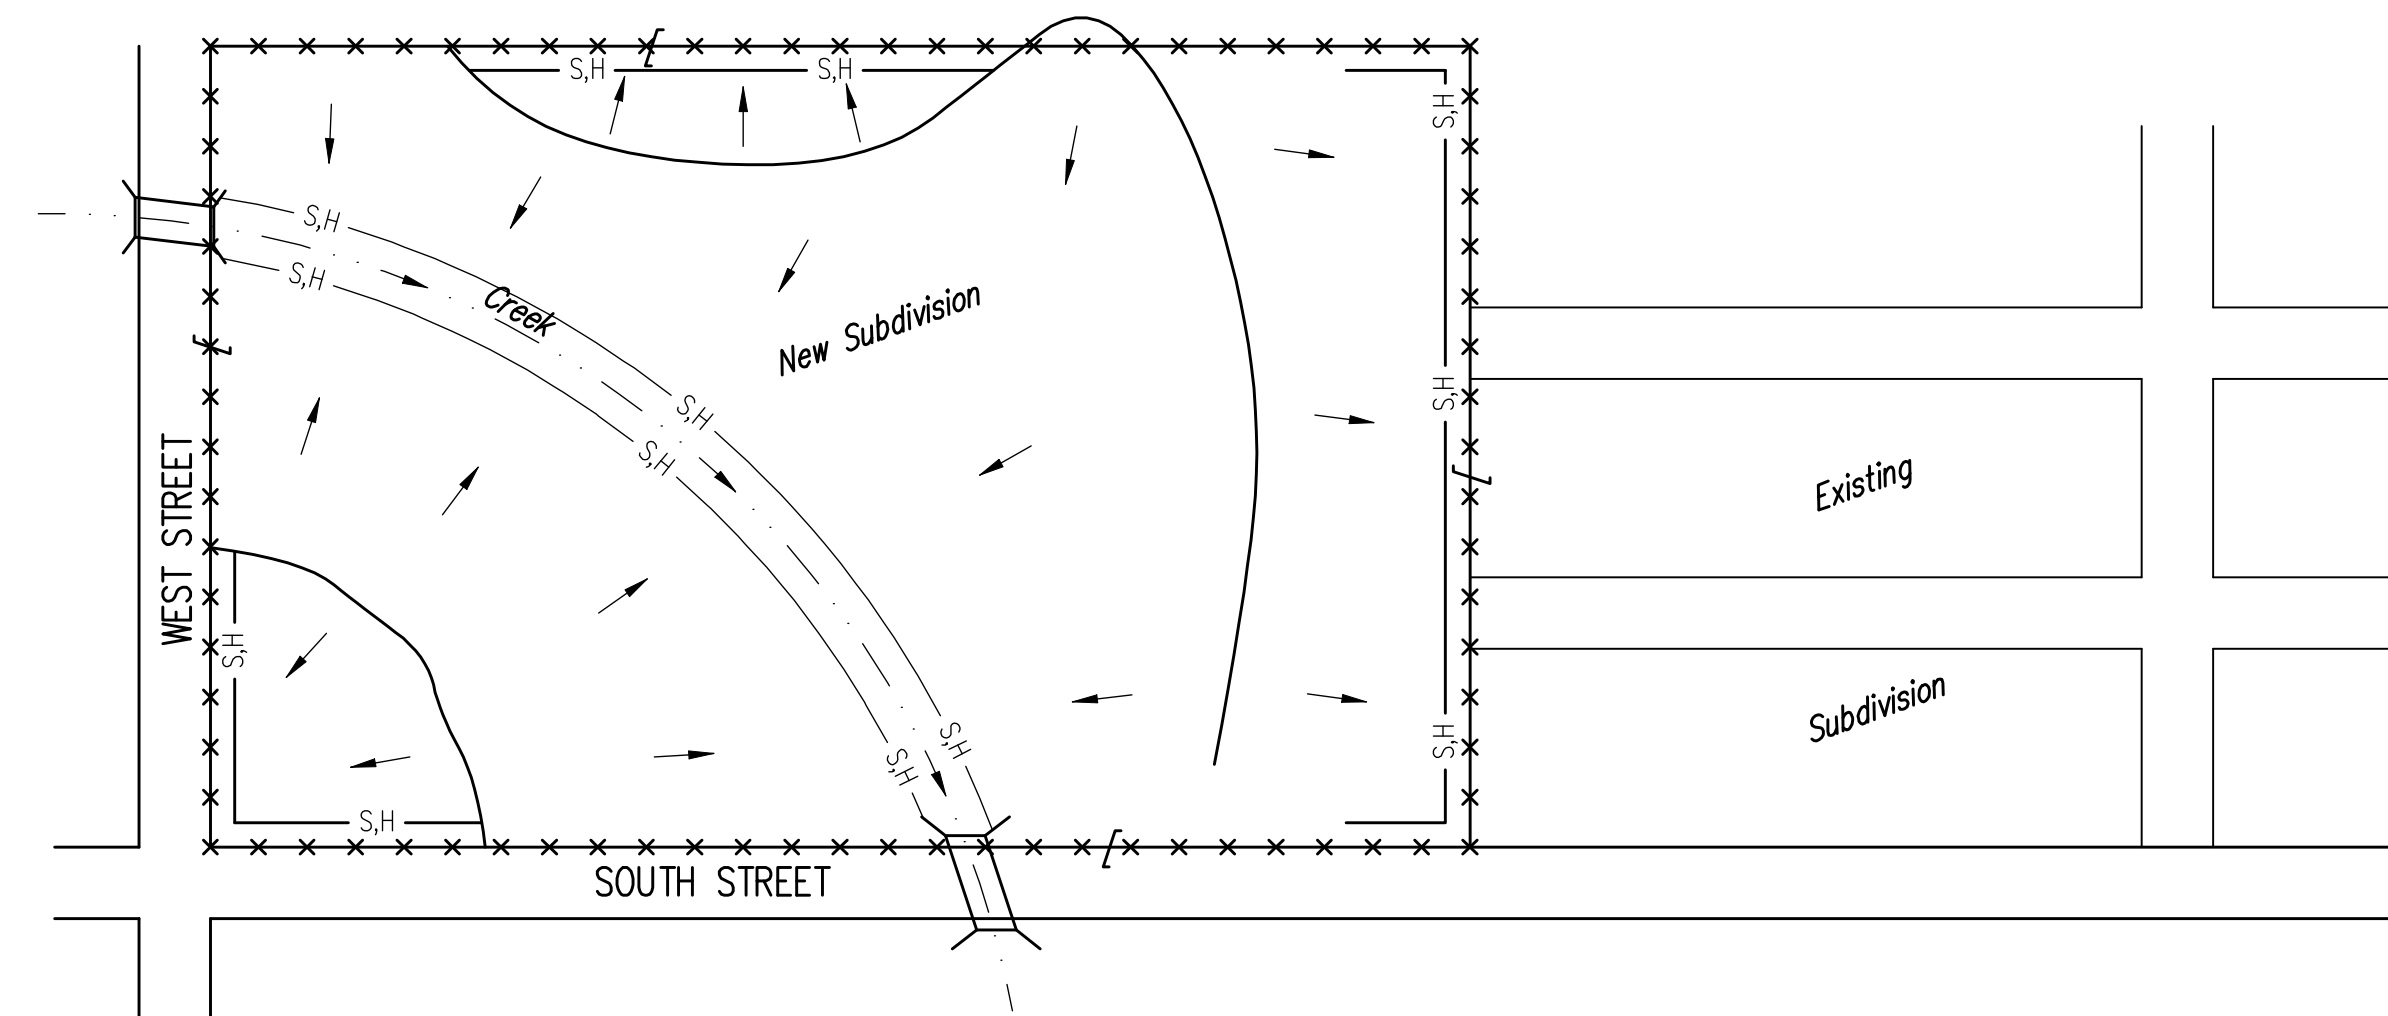 S,H
S,H
S,H
S,H
S,H
Creek
New Subdivision
S,H
S,H
S,H
WEST STREET
Existing
S,H
Subdivision
S,H
S,H
S,H
S,H
SOUTH STREET